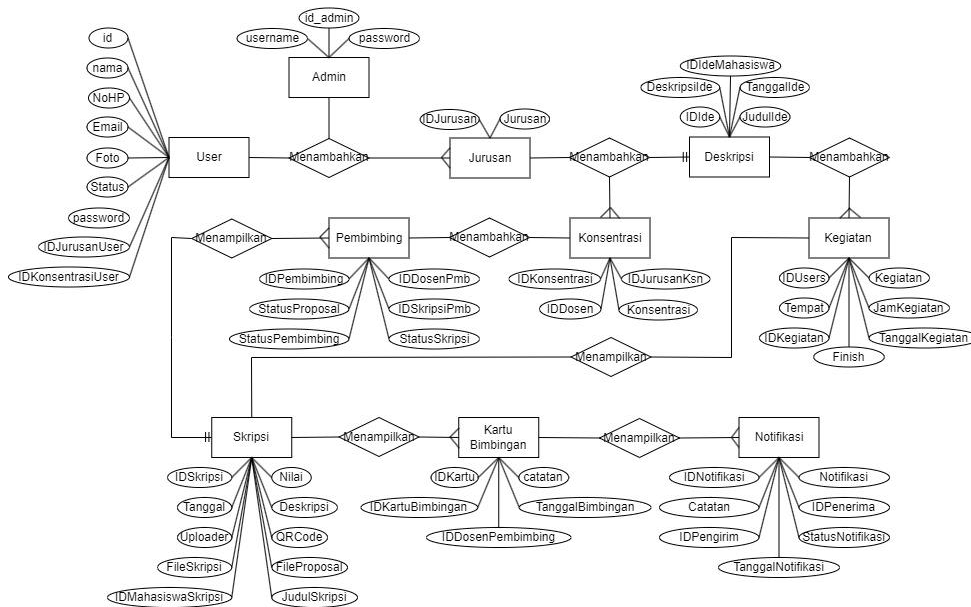 id_admin
username
password
Admin
id
nama
NoHP
Email
Foto
Status
password
IDJurusanUser
IDKonsentrasiUser
User
Menambahkan
IDJurusan
Jurusan
Jurusan
Menambahkan
IDIdeMahasiswa
DeskripsiIde
TanggalIde
IDIde
JudulIde
Deskripsi
Menambahkan
Menampilkan
Pembimbing
Menambahkan
Konsentrasi
Kegiatan
IDPembimbing
IDDosenPmb
StatusProposal
IDSkripsiPmb
StatusPembimbing
StatusSkripsi
IDKonsentrasi
IDJurusanKsn
IDDosen
Konsentrasi
IDUsers
Kegiatan
Tempat
JamKegiatan
IDKegiatan
TanggalKegiatan
Finish
Menampilkan
Skripsi
Menampilkan
Kartu
Bimbingan
Menampilkan
Notifikasi
IDSkripsi
Nilai
Tanggal
Deskripsi
Uploader
QRCode
FileSkripsi
FileProposal
IDMahasiswaSkripsi
JudulSkripsi
IDKartu
catatan
IDKartuBimbingan
TanggalBimbingan
IDDosenPembimbing
IDNotifikasi
Notifikasi
Catatan
IDPenerima
IDPengirim
StatusNotifikasi
TanggalNotifikasi